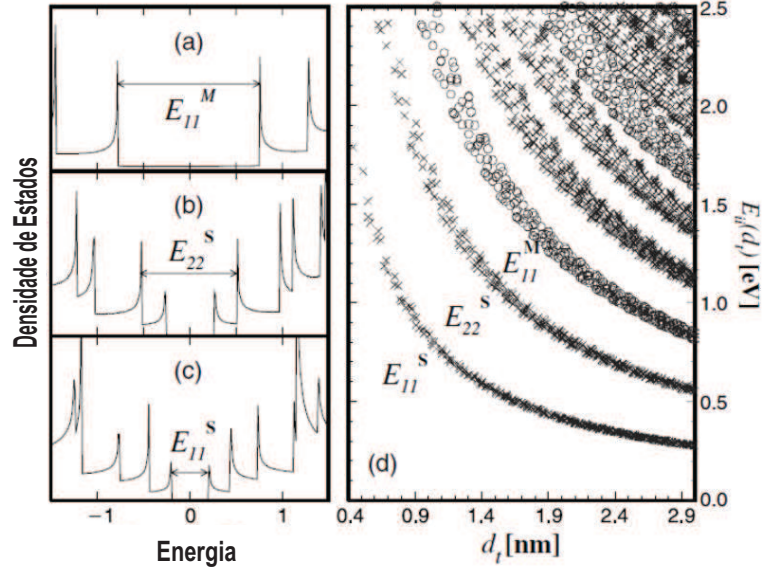 (a)
E₁₁ᴹ
(b)
E₂₂ˢ
(c)
E₁₁ˢ
Densidade de Estados
−1 0 1
Energia
2.5
2.0
1.5
1.0
0.5
0.0
E₁₁ᴹ
E₂₂ˢ
E₁₁ˢ
(d)
0.4 0.9 1.4 1.9 2.4 2.9
dₜ [nm]
Eᵢᵢ(dₜ) [eV]